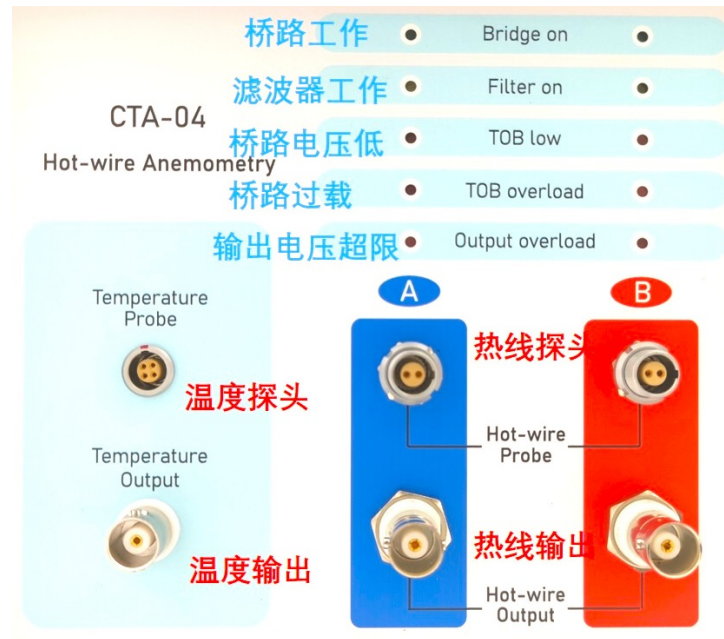 桥路工作 Bridge on
滤波器工作 Filter on
CTA-04
桥路电压低 TOB low
Hot-wire Anemometry
桥路过载 TOB overload
输出电压超限 Output overload
A B
Temperature
Probe
热线探头
温度探头
Hot-wire
Probe
Temperature
Output
热线输出
温度输出
Hot-wire
Output